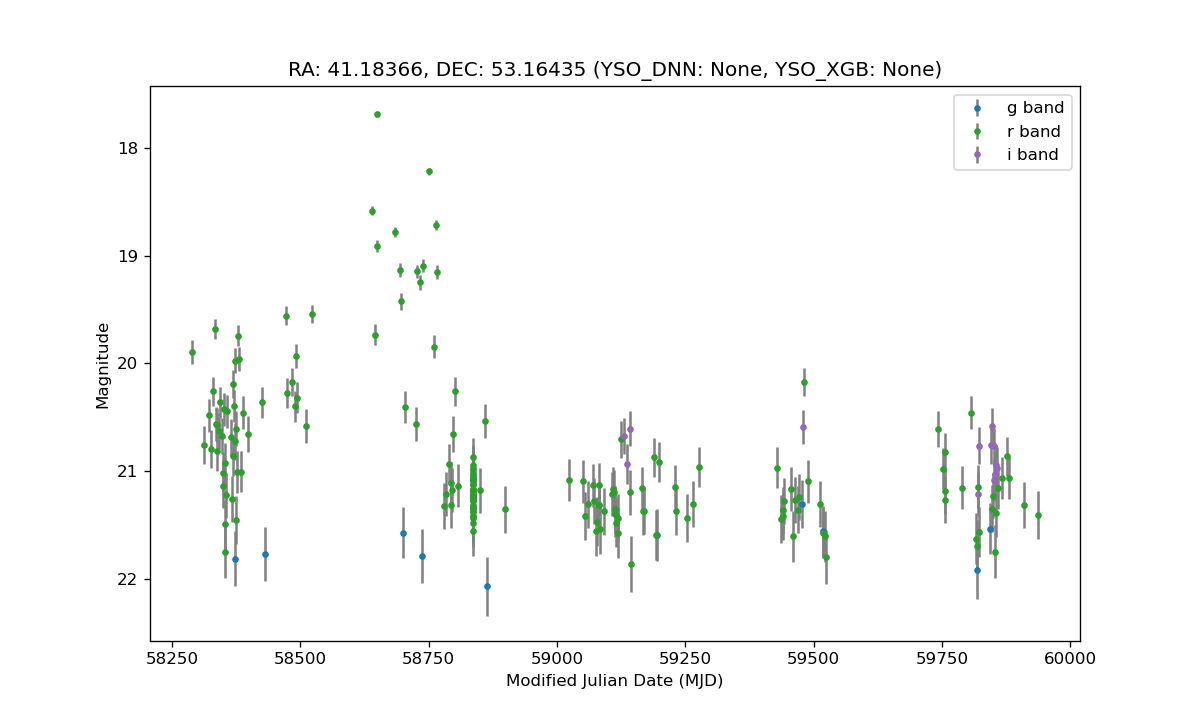 RA: 41.18366, DEC: 53.16435 (YSO_DNN: None, YSO_XGB: None)
g band
r band
i band
Magnitude
18
19
20
21
22
58250 58500 58750 59000 59250 59500 59750 60000
Modified Julian Date (MJD)